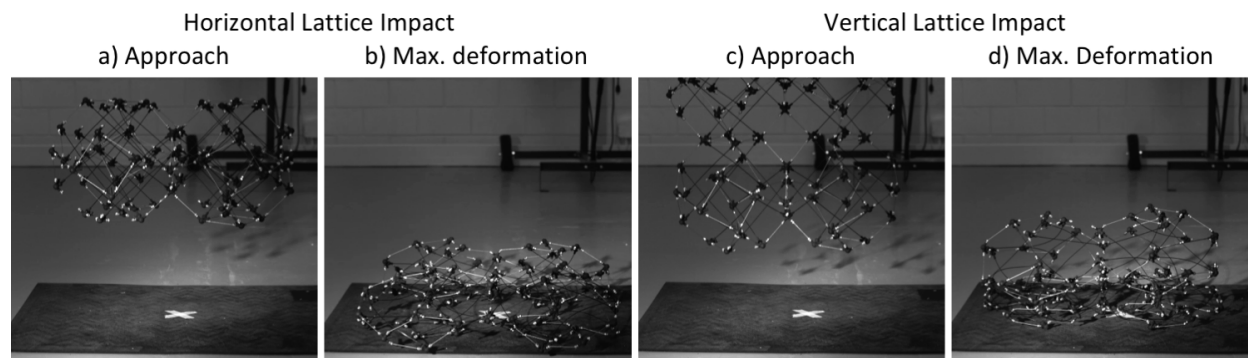 Horizontal Lattice Impact
Vertical Lattice Impact
a) Approach
b) Max. deformation
c) Approach
d) Max. Deformation